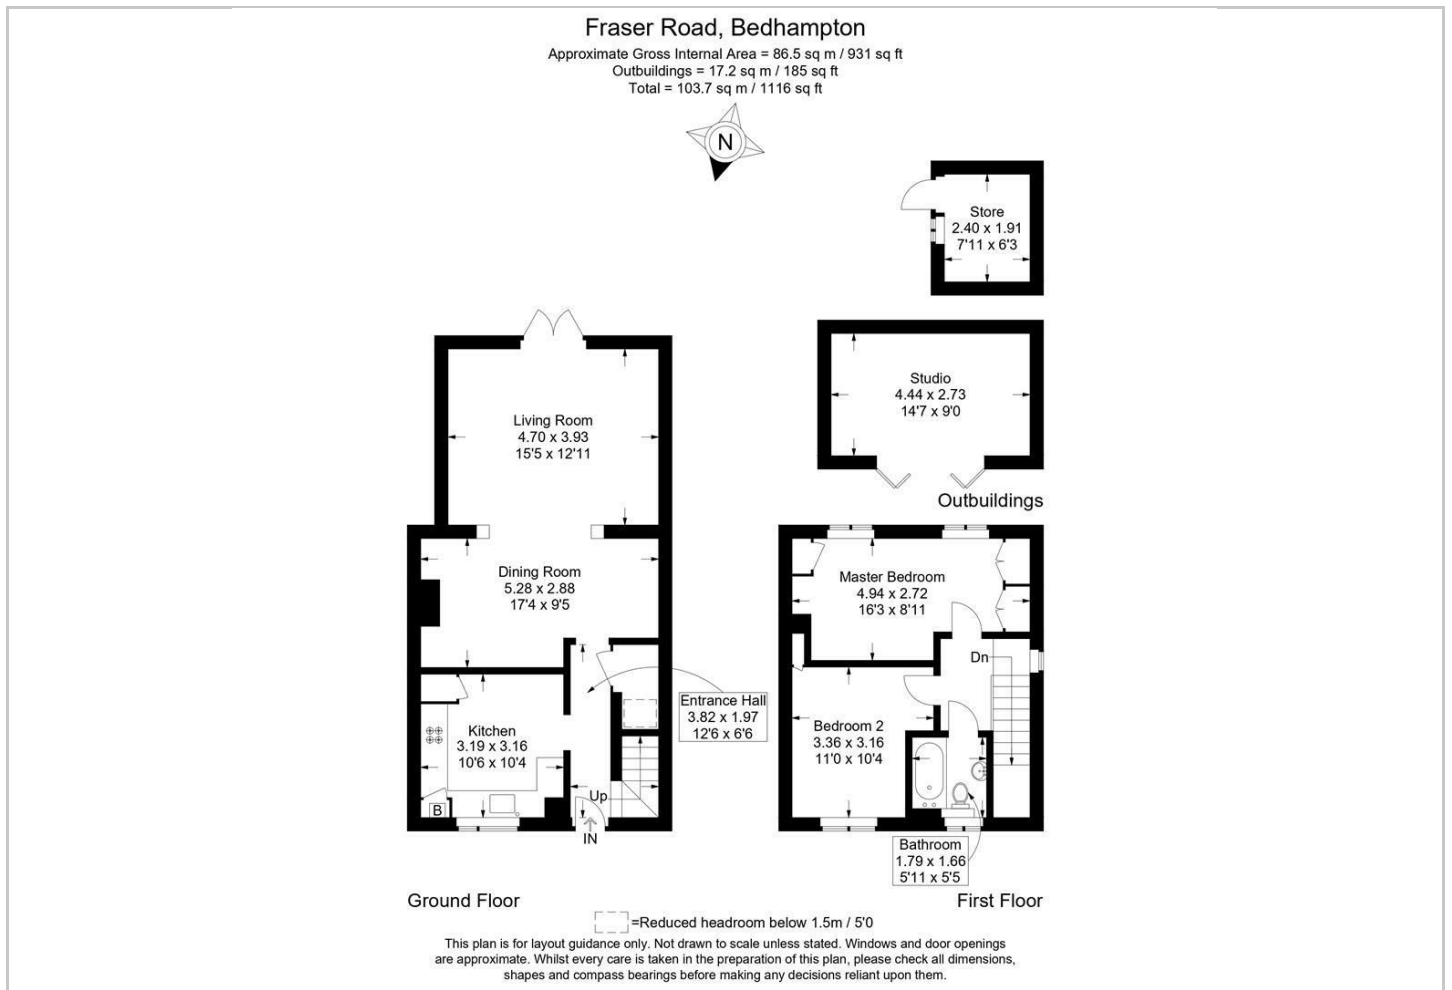 Fraser Road, Bedhampton
Approximate Gross Internal Area = 86.5 sq m / 931 sq ft
Outbuildings = 17.2 sq m / 185 sq ft
Total = 103.7 sq m / 1116 sq ft
N
Store
2.40 x 1.91
7'11 x 6'3
Studio
4.44 x 2.73
14'7 x 9'0
Outbuildings
Living Room
4.70 x 3.93
15'5 x 12'11
Dining Room
5.28 x 2.88
17'4 x 9'5
Kitchen
3.19 x 3.16
10'6 x 10'4
B
Entrance Hall
3.82 x 1.97
12'6 x 6'6
Up
IN
Ground Floor
Master Bedroom
4.94 x 2.72
16'3 x 8'11
Dn
Bedroom 2
3.36 x 3.16
11'0 x 10'4
Bathroom
1.79 x 1.66
5'11 x 5'5
First Floor
=Reduced headroom below 1.5m / 5'0
This plan is for layout guidance only. Not drawn to scale unless stated. Windows and door openings
are approximate. Whilst every care is taken in the preparation of this plan, please check all dimensions,
shapes and compass bearings before making any decisions reliant upon them.